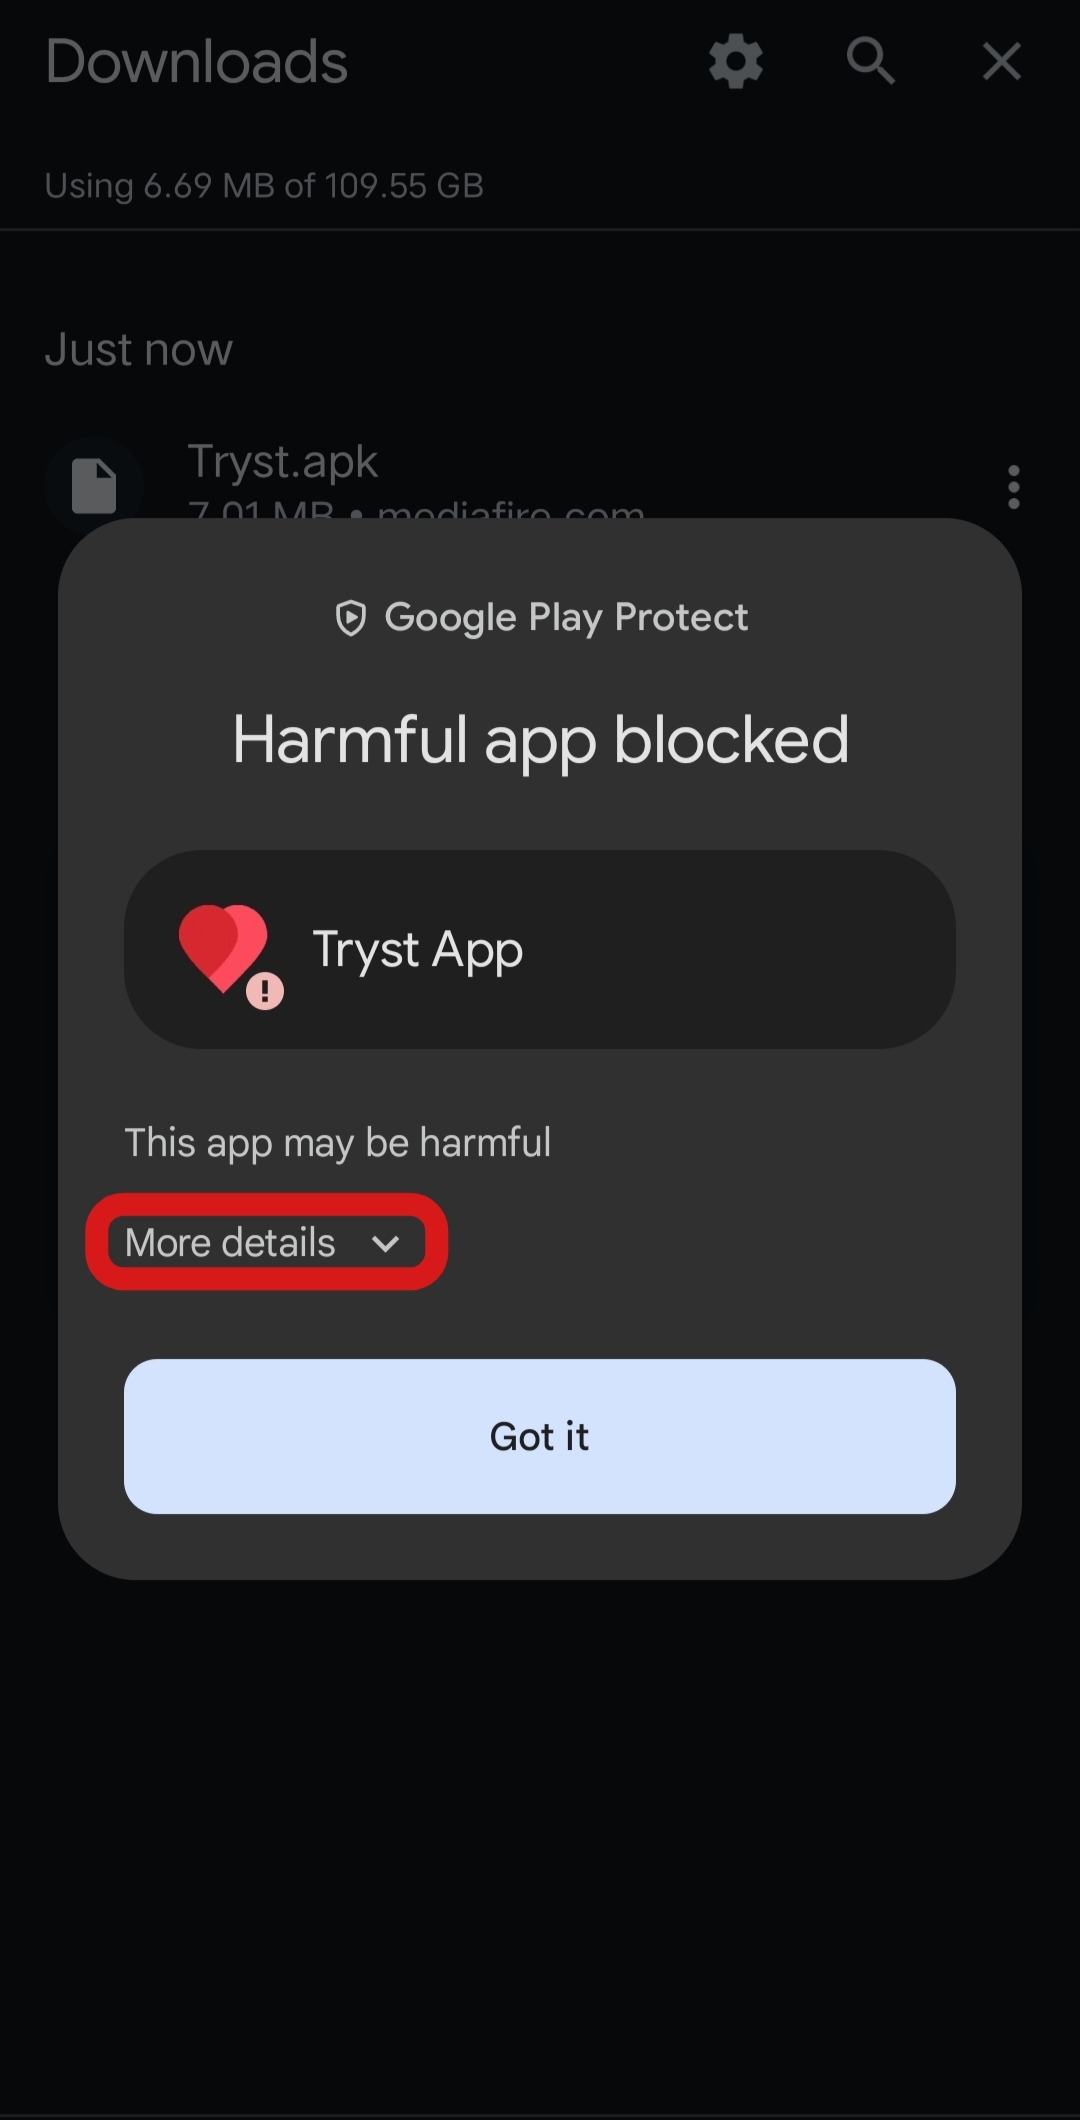 Downloads
Using 6.69 MB of 109.55 GB
Just now
Tryst.apk
7.01 MB • mediafire.com
Google Play Protect
Harmful app blocked
Tryst App
This app may be harmful
More details
Got it